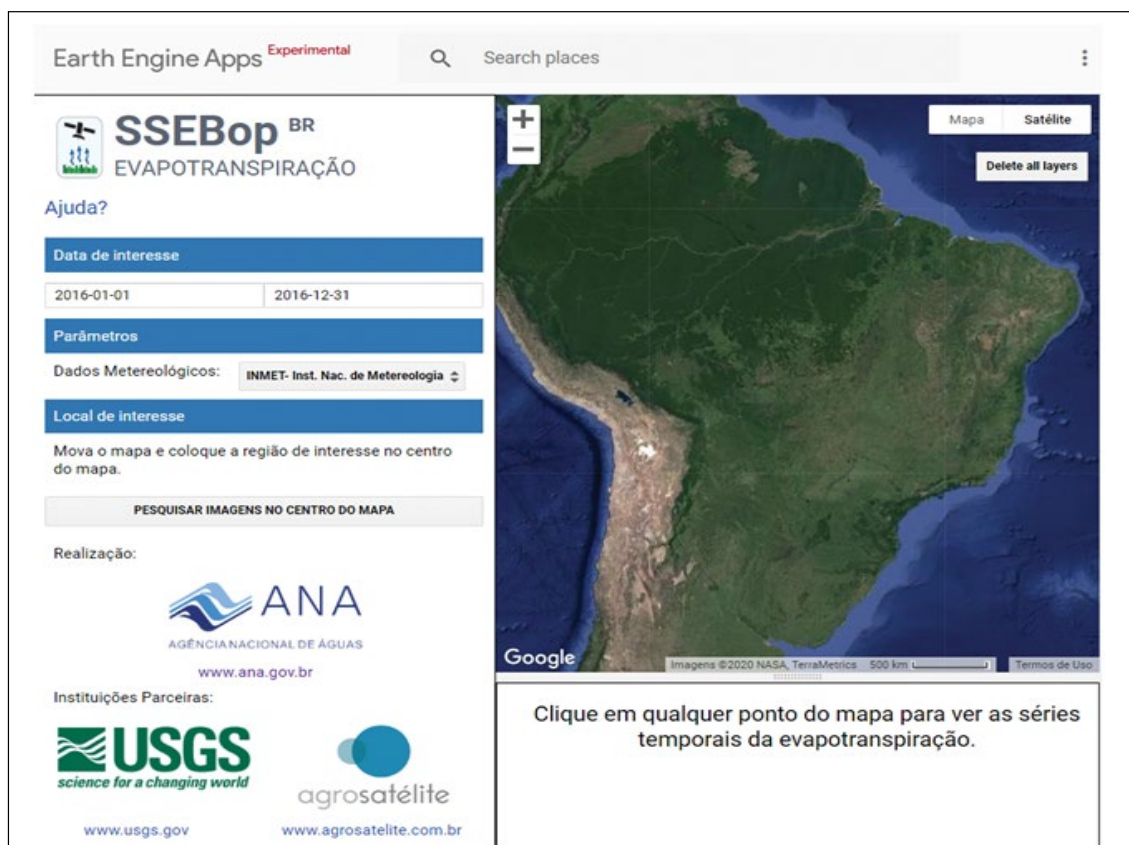 Earth Engine Apps Experimental
Search places
SSEBop BR
EVAPOTRANSPIRAÇÃO
Ajuda?
Data de interesse
2016-01-01 2016-12-31
Parâmetros
Dados Metereológicos: INMET- Inst. Nac. de Metereologia
Local de interesse
Mova o mapa e coloque a região de interesse no centro
do mapa.
PESQUISAR IMAGENS NO CENTRO DO MAPA
Realização:
ANA
AGÊNCIA NACIONAL DE ÁGUAS
www.ana.gov.br
Instituições Parceiras:
USGS
science for a changing world
agrosatélite
www.usgs.gov www.agrosatelite.com.br
+
−
Mapa Satélite
Delete all layers
Google
Imagens ©2020 NASA, TerraMetrics 500 km Termos de Uso
Clique em qualquer ponto do mapa para ver as séries
temporais da evapotranspiração.